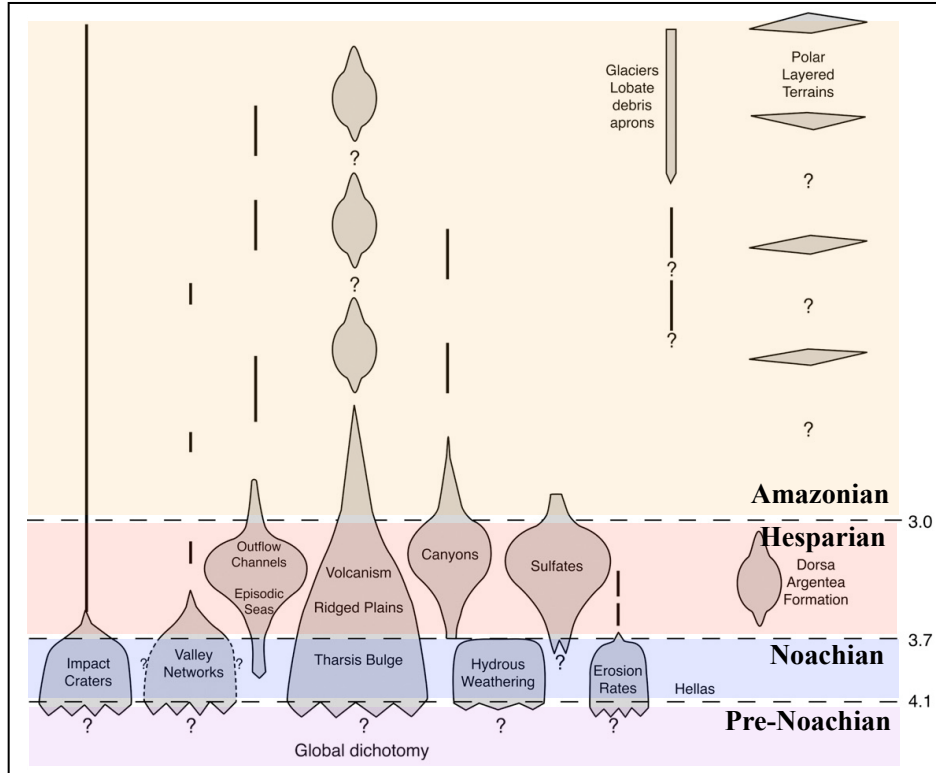 Glaciers
Lobate
debris
aprons
Polar
Layered
Terrains
?
?
?
?
?
?
?
Amazonian
3.0
Hesparian
Outflow
Channels
Episodic
Seas
Volcanism
Ridged Plains
Canyons
Sulfates
Dorsa
Argentea
Formation
3.7
Noachian
Impact
Craters
?
Valley
Networks
?
Tharsis Bulge
Hydrous
Weathering
?
Erosion
Rates
Hellas
4.1
Pre-Noachian
?
?
?
?
Global dichotomy